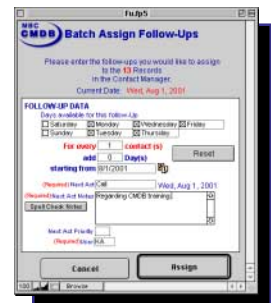 Fu.fp5
MBC
CMDB Batch Assign Follow-Ups
Please enter the follow-ups you would like to assign
to the 13 Records
in the Contact Manager.
Current Date: Wed, Aug 1, 2001
FOLLOW-UP DATA
Days available for this Follow-Up
Saturday Monday Wednesday Friday
Sunday Tuesday Thursday
For every 1 contact(s)
add 0 Day(s) Reset
starting from 8/1/2001
(Required) Next Act Call Wed, Aug 1, 2001
(Required) Next Act Notes Regarding CMDB training.
Spell Check Notes
Next Act Priority
(Required) KA
Cancel Assign
100 Browse